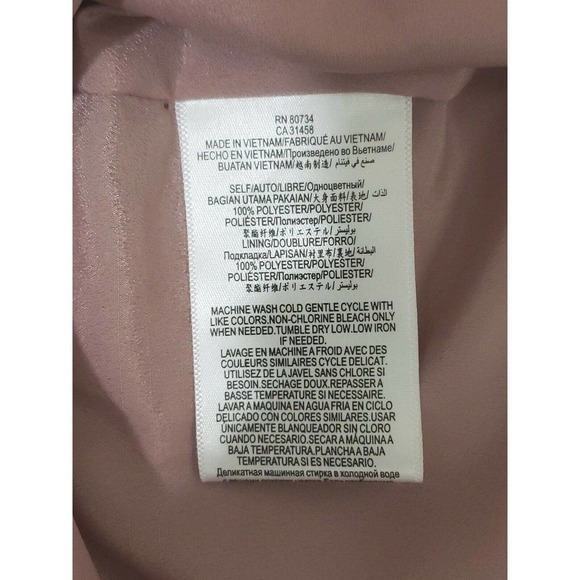 RN 80734
CA 31458
MADE IN VIETNAM/FABRIQUÉ AU VIETNAM/
HECHO EN VIETNAM/Произведено во Вьетнаме/
BUATAN VIETNAM/越南制造/ صنع في فيتنام
SELF/AUTO/LIBRE/Одноцветный/
BAGIAN UTAMA PAKAIAN/大身面料/表地/ الذات
100% POLYESTER/POLYESTER/
POLIÉSTER/Полиэстер/POLYESTER/
聚酯纤维/ポリエステル/ بوليستر
LINING/DOUBLURE/FORRO/
Подкладка/LAPISAN/衬里布/裏地/ البطانة
100% POLYESTER/POLYESTER/
POLIÉSTER/Полиэстер/POLYESTER/
聚酯纤维/ポリエステル/ بوليستر
MACHINE WASH COLD GENTLE CYCLE WITH
LIKE COLORS.NON-CHLORINE BLEACH ONLY
WHEN NEEDED.TUMBLE DRY LOW.LOW IRON
IF NEEDED.
LAVAGE EN MACHINE A FROID AVEC DES
COULEURS SIMILAIRES CYCLE DELICAT.
UTILISEZ DE LA JAVEL SANS CHLORE SI
BESOIN.SECHAGE DOUX.REPASSER A
BASSE TEMPERATURE SI NECESSAIRE.
LAVAR A MAQUINA EN AGUA FRIA EN CICLO
DELICADO CON COLORES SIMILARES.USAR
ÚNICAMENTE BLANQUEADOR SIN CLORO
CUANDO NECESARIO.SECAR A MÁQUINA A
BAJA TEMPERATURA.PLANCHA A BAJA
TEMPERATURA SI ES NECESARIO.
Деликатная машинная стирка в холодной воде